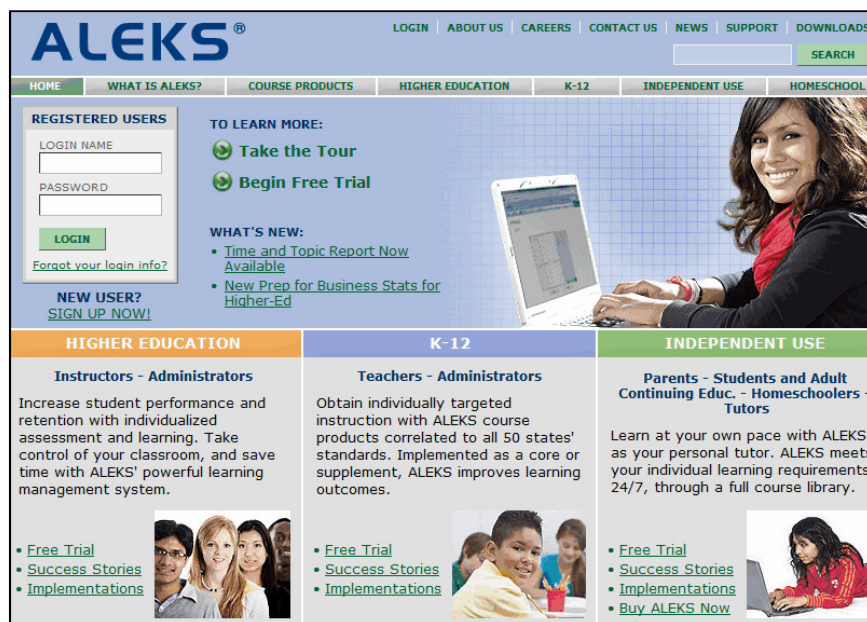 ALEKS®
LOGIN ABOUT US CAREERS CONTACT US NEWS SUPPORT DOWNLOADS
SEARCH
HOME WHAT IS ALEKS? COURSE PRODUCTS HIGHER EDUCATION K-12 INDEPENDENT USE HOMESCHOOL
REGISTERED USERS
LOGIN NAME
PASSWORD
LOGIN
Forgot your login info?
NEW USER?
SIGN UP NOW!
TO LEARN MORE:
Take the Tour
Begin Free Trial
WHAT'S NEW:
• Time and Topic Report Now
Available
• New Prep for Business Stats for
Higher-Ed
HIGHER EDUCATION
Instructors - Administrators
Increase student performance and
retention with individualized
assessment and learning. Take
control of your classroom, and save
time with ALEKS' powerful learning
management system.
• Free Trial
• Success Stories
• Implementations
K-12
Teachers - Administrators
Obtain individually targeted
instruction with ALEKS course
products correlated to all 50 states'
standards. Implemented as a core or
supplement, ALEKS improves learning
outcomes.
• Free Trial
• Success Stories
• Implementations
INDEPENDENT USE
Parents - Students and Adult
Continuing Educ. - Homeschoolers -
Tutors
Learn at your own pace with ALEKS
as your personal tutor. ALEKS meets
your individual learning requirements
24/7, through a full course library.
• Free Trial
• Success Stories
• Implementations
• Buy ALEKS Now